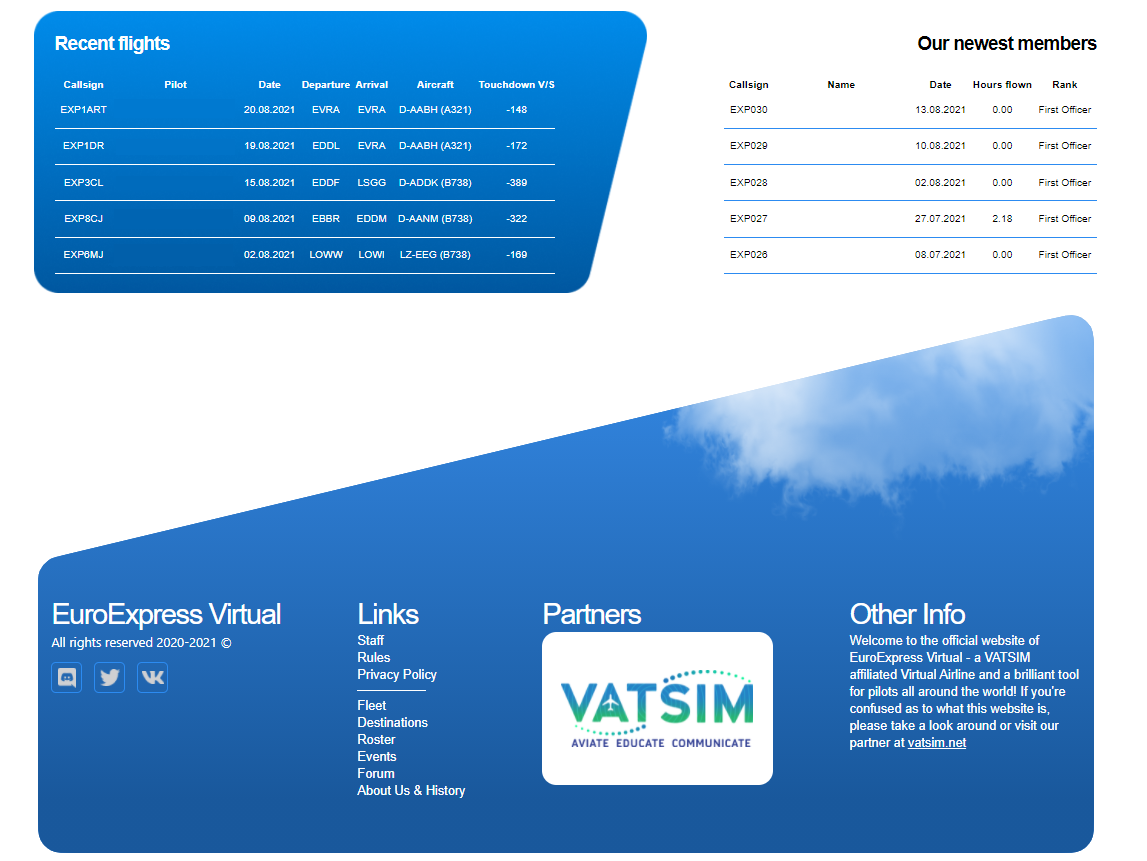 Recent flights
Callsign Pilot Date Departure Arrival Aircraft Touchdown V/S
EXP1ART 20.08.2021 EVRA EVRA D-AABH (A321) -148
EXP1DR 19.08.2021 EDDL EVRA D-AABH (A321) -172
EXP3CL 15.08.2021 EDDF LSGG D-ADDK (B738) -389
EXP8CJ 09.08.2021 EBBR EDDM D-AANM (B738) -322
EXP6MJ 02.08.2021 LOWW LOWI LZ-EEG (B738) -169
Our newest members
Callsign Name Date Hours flown Rank
EXP030 13.08.2021 0.00 First Officer
EXP029 10.08.2021 0.00 First Officer
EXP028 02.08.2021 0.00 First Officer
EXP027 27.07.2021 2.18 First Officer
EXP026 08.07.2021 0.00 First Officer
EuroExpress Virtual
All rights reserved 2020-2021 ©
Links
Staff
Rules
Privacy Policy
Fleet
Destinations
Roster
Events
Forum
About Us & History
Partners
VATSIM
AVIATE EDUCATE COMMUNICATE
Other Info
Welcome to the official website of
EuroExpress Virtual - a VATSIM
affiliated Virtual Airline and a brilliant tool
for pilots all around the world! If you're
confused as to what this website is,
please take a look around or visit our
partner at vatsim.net